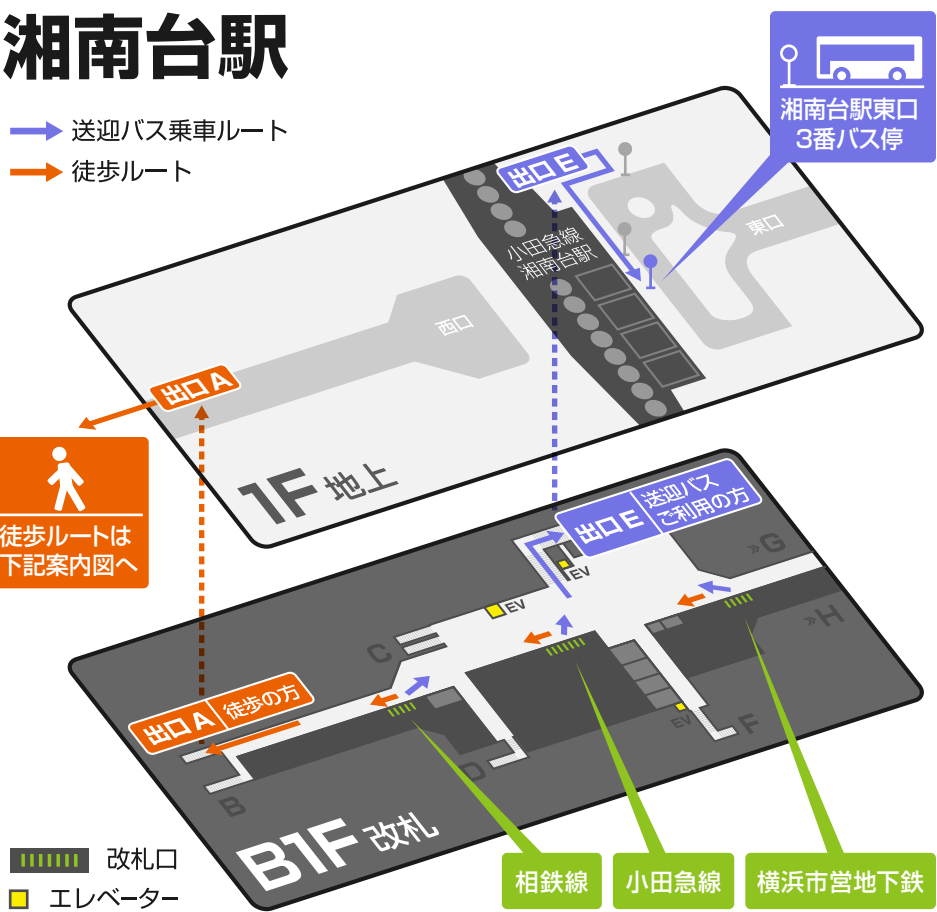 湘南台駅
送迎バス乗車ルート
徒歩ルート
湘南台駅東口
3番バス停
出口 E
小田急線
湘南台駅
東口
西口
出口 A
1F 地上
徒歩ルートは
下記案内図へ
出口 E
送迎バス
ご利用の方
»G
EV
EV
»H
C
出口 A
徒歩の方
EV
F
D
B
B1F 改札
改札口
エレベーター
相鉄線
小田急線
横浜市営地下鉄